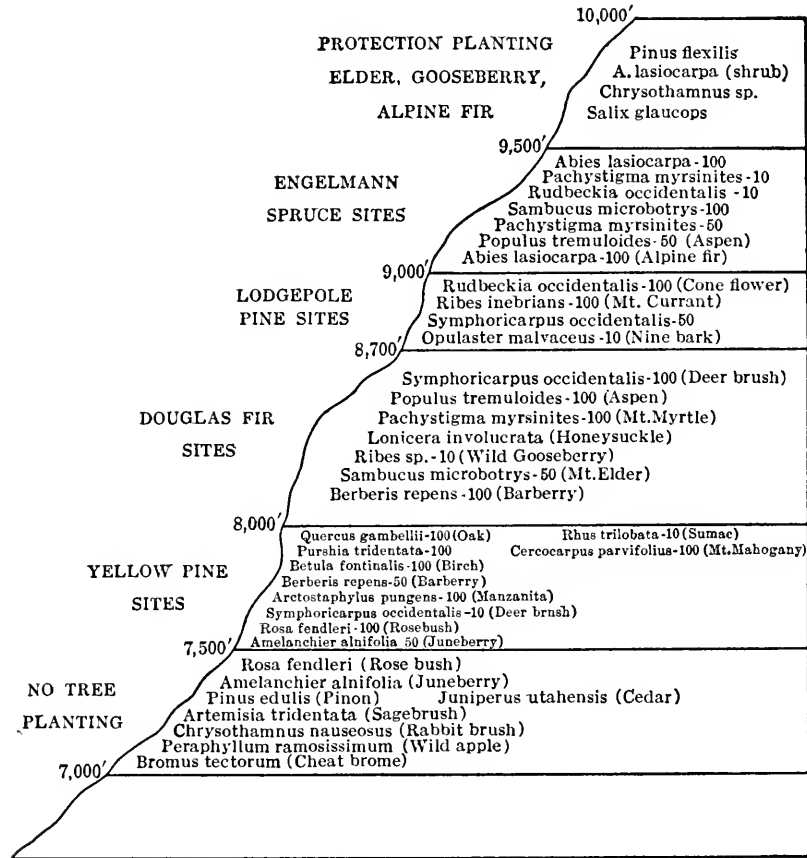 10,000'
PROTECTION PLANTING
ELDER, GOOSEBERRY,
ALPINE FIR
Pinus flexilis
A. lasiocarpa (shrub)
Chrysothamnus sp.
Salix glaucops
9,500'
ENGELMANN
SPRUCE SITES
Abies lasiocarpa-100
Pachystigma myrsinites-10
Rudbeckia occidentalis -10
Sambucus microbotrys-100
Pachystigma myrsinites-50
Populus tremuloides-50 (Aspen)
Abies lasiocarpa-100 (Alpine fir)
9,000'
LODGEPOLE
PINE SITES
Rudbeckia occidentalis-100 (Cone flower)
Ribes inebrians-100 (Mt. Currant)
Symphoricarpus occidentalis-50
Opulaster malvaceus -10 (Nine bark)
8,700'
DOUGLAS FIR
SITES
Symphoricarpus occidentalis-100 (Deer brush)
Populus tremuloides-100 (Aspen)
Pachystigma myrsinites-100 (Mt.Myrtle)
Lonicera involucrata (Honeysuckle)
Ribes sp.-10 (Wild Gooseberry)
Sambucus microbotrys-50 (Mt.Elder)
Berberis repens -100 (Barberry)
8,000'
YELLOW PINE
SITES
Quercus gambellii-100 (Oak) Rhus trilobata-10 (Sumac)
Purshia tridentata-100 Cercocarpus parvifolius-100 (Mt.Mahogany)
Betula fontinalis-100 (Birch)
Berberis repens-50 (Barberry)
Arctostaphylus pungens-100 (Manzanita)
Symphoricarpus occidentalis-10 (Deer brnsh)
Rosa fendleri-100 (Rosebush)
Amelanchier alnifolia 50 (Juneberry)
7,500'
NO TREE
PLANTING
Rosa fendleri (Rose bush)
Amelanchier alnifolia (Juneberry)
Pinus edulis (Pinon) Juniperus utahensis (Cedar)
Artemisia tridentata (Sagebrush)
Chrysothamnus nauseosus (Rabbit brush)
Peraphyllum ramosissimum (Wild apple)
Bromus tectorum (Cheat brome)
7,000'